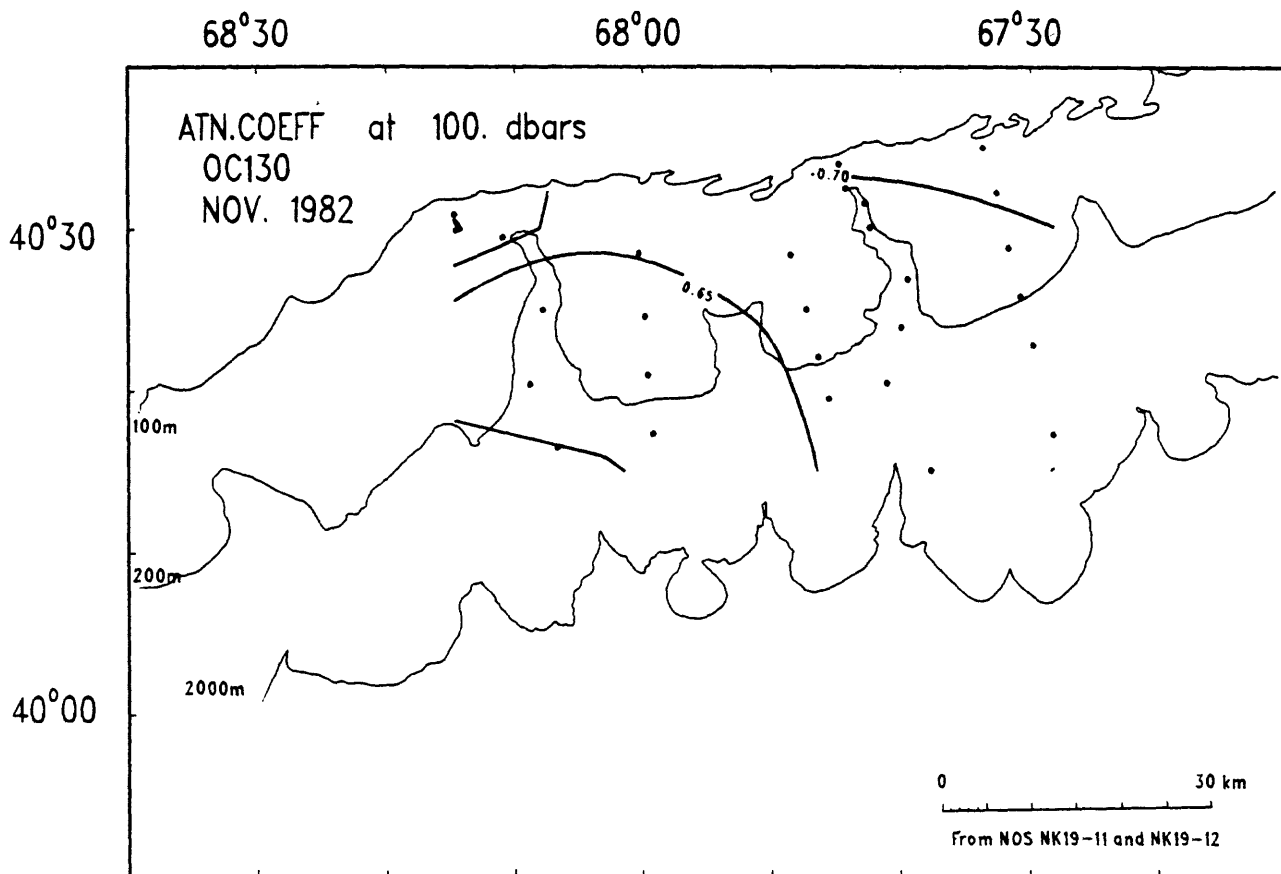 68°30 68°00 67°30
ATN.COEFF at 100. dbars
OC130
NOV. 1982
-0.70
40°30
0.65
100m
200m
2000m
40°00
0 30 km
From NOS NK19-11 and NK19-12